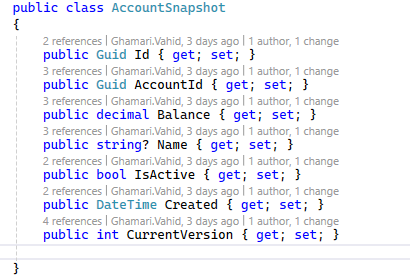 public class AccountSnapshot
{
2 references | Ghamari.Vahid, 3 days ago | 1 author, 1 change
public Guid Id { get; set; }
3 references | Ghamari.Vahid, 3 days ago | 1 author, 1 change
public Guid AccountId { get; set; }
3 references | Ghamari.Vahid, 3 days ago | 1 author, 1 change
public decimal Balance { get; set; }
3 references | Ghamari.Vahid, 3 days ago | 1 author, 1 change
public string? Name { get; set; }
2 references | Ghamari.Vahid, 3 days ago | 1 author, 1 change
public bool IsActive { get; set; }
2 references | Ghamari.Vahid, 3 days ago | 1 author, 1 change
public DateTime Created { get; set; }
4 references | Ghamari.Vahid, 3 days ago | 1 author, 1 change
public int CurrentVersion { get; set; }
}